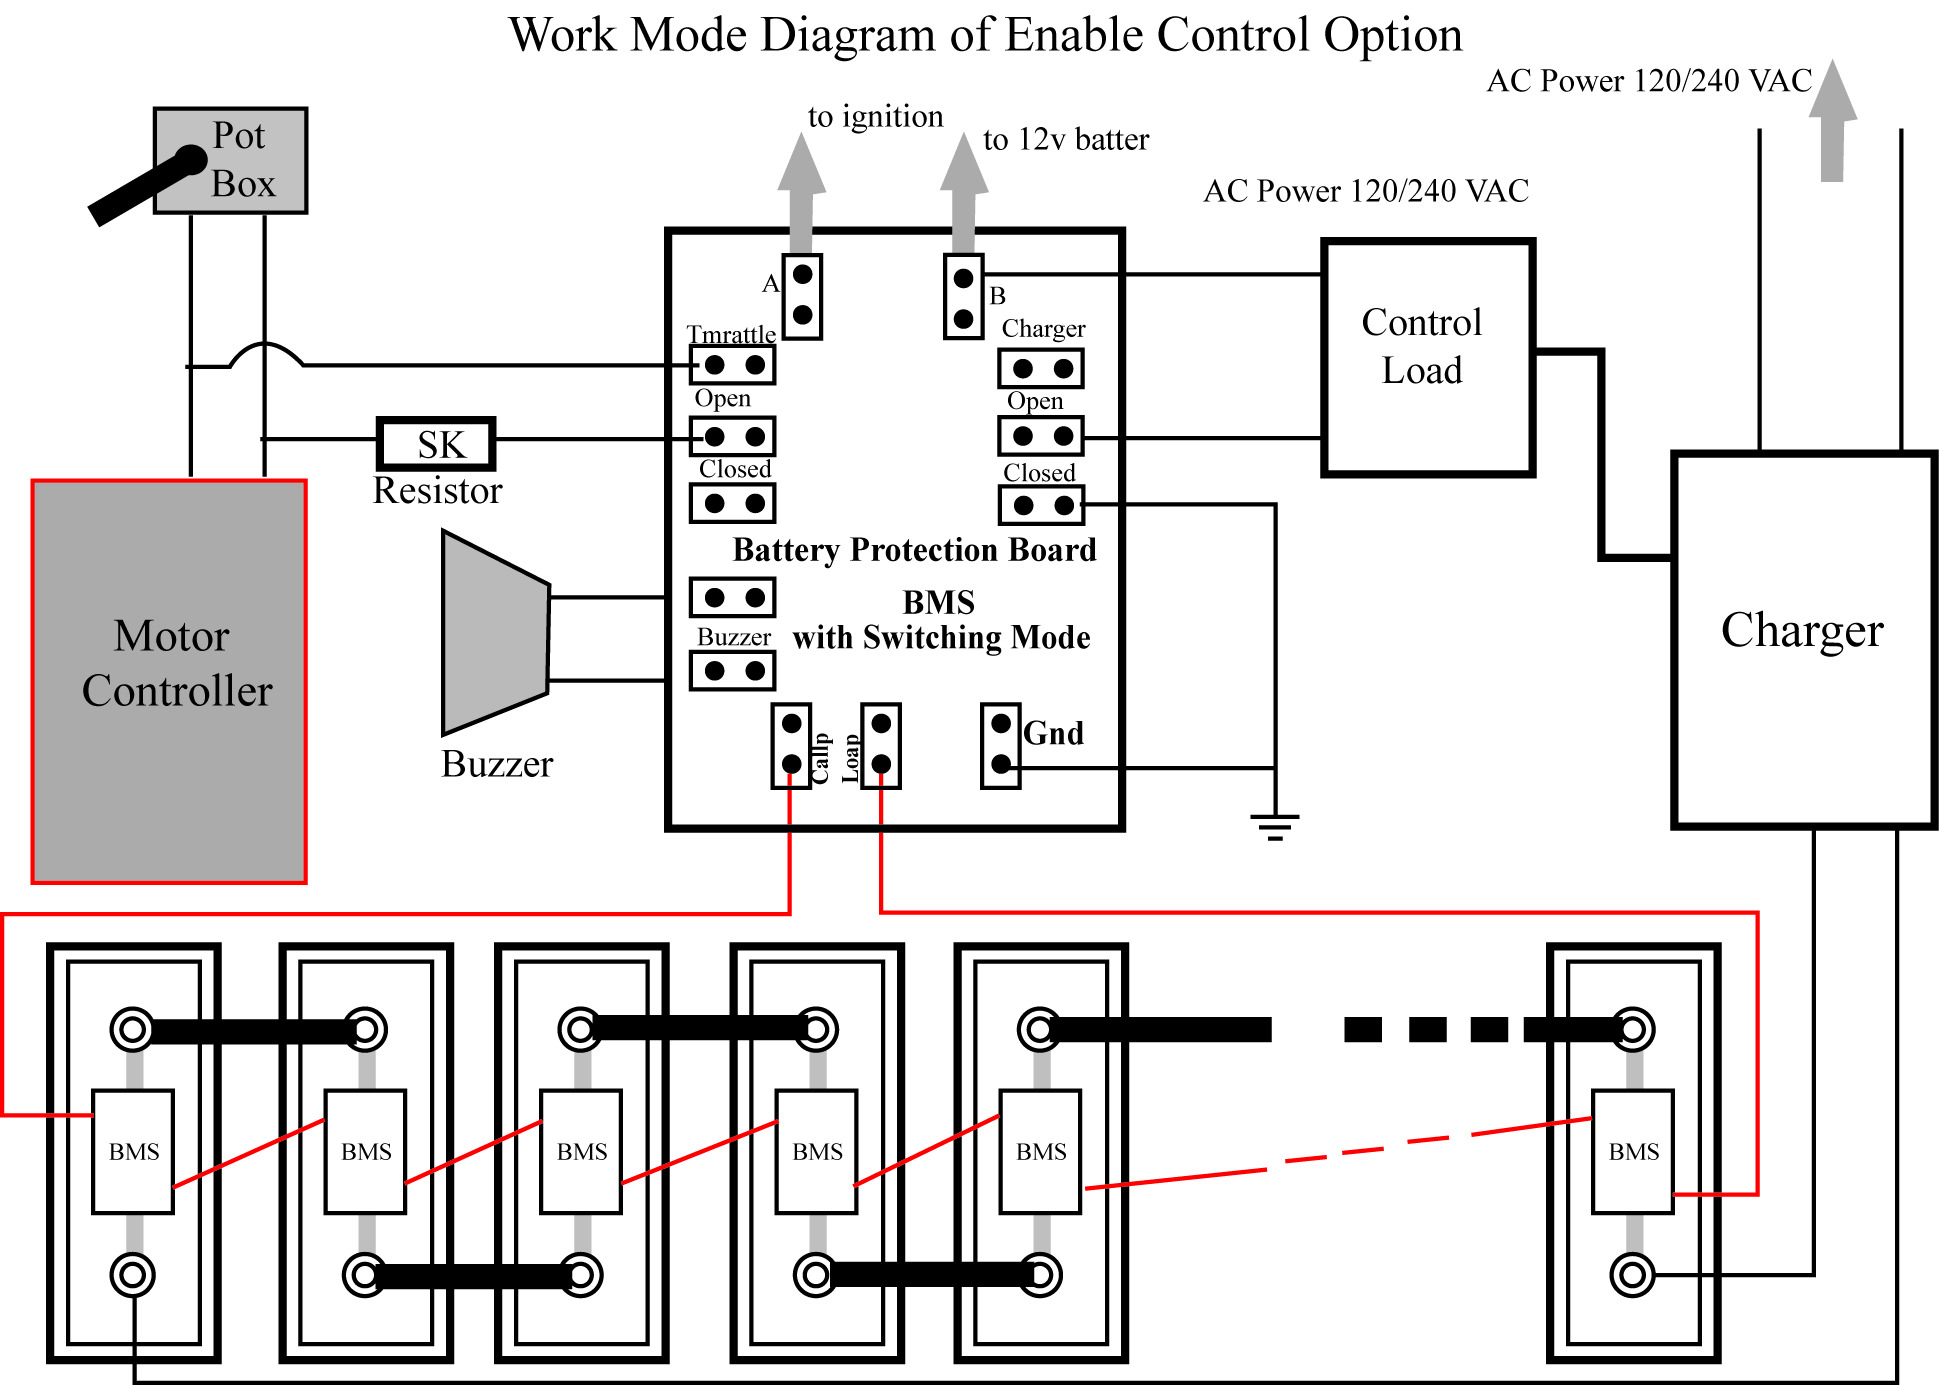 Work Mode Diagram of Enable Control Option
AC Power 120/240 VAC
to ignition
to 12v batter
Pot
Box
AC Power 120/240 VAC
A
B
Tmrattle
Charger
Open
Open
Control
Load
SK
Closed
Closed
Resistor
Battery Protection Board
BMS
with Switching Mode
Buzzer
Motor
Controller
Charger
Callp
Loap
Gnd
Buzzer
BMS
BMS
BMS
BMS
BMS
BMS